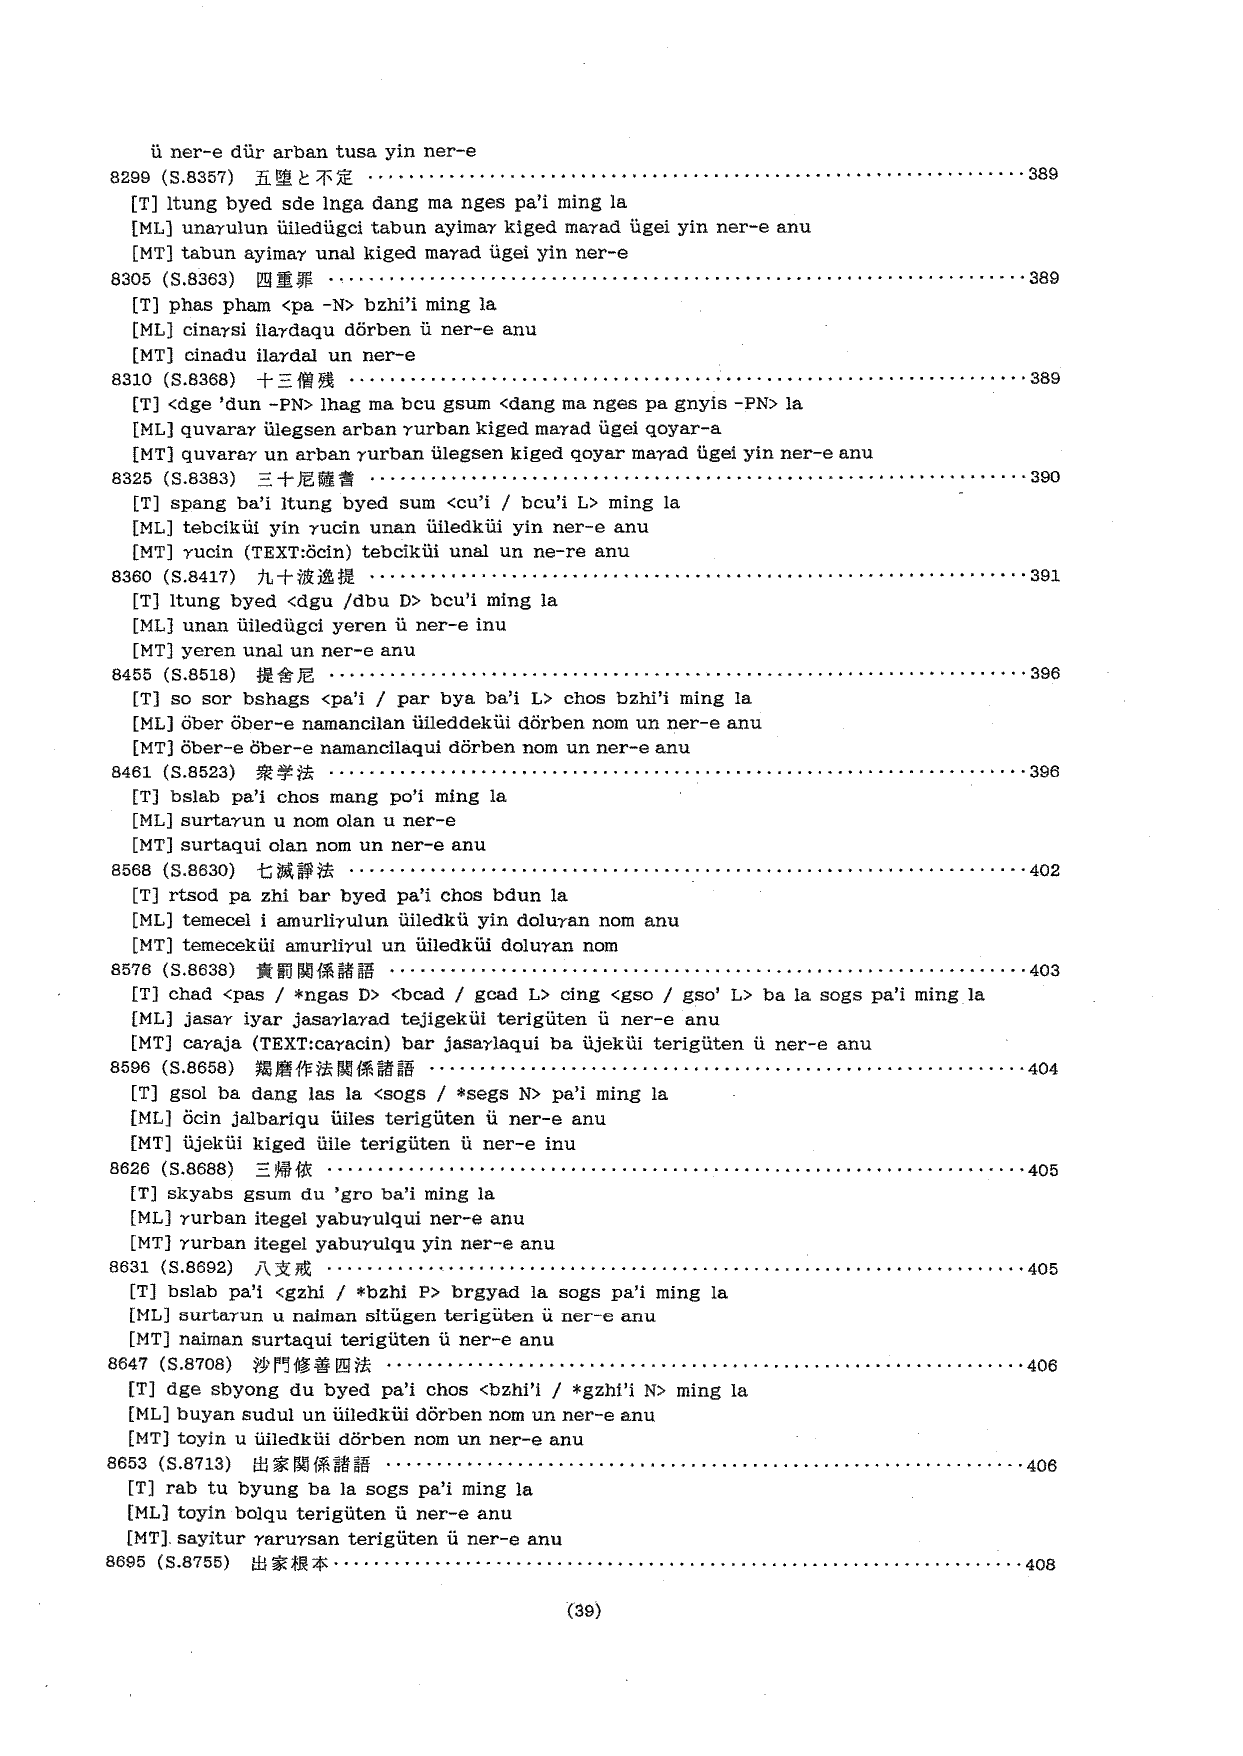 ü ner-e dür arban tusa yin ner-e
8299 (S.8357) 五堕と不定 ‥‥‥‥‥‥‥‥‥‥‥‥‥‥‥‥389
[T] ltung byed sde lnga dang ma nges pa'i ming la
[ML] unaɤulun üiledügci tabun ayimaɤ kiged maɤad ügei yin ner-e anu
[MT] tabun ayimaɤ unal kiged maɤad ügei yin ner-e
8305 (S.8363) 四重罪 ‥‥‥‥‥‥‥‥‥‥‥‥‥‥‥‥389
[T] phas pham <pa -N> bzhi'i ming la
[ML] cinaɤsi ilaɤdaqu dörben ü ner-e anu
[MT] cinadu ilaɤdal un ner-e
8310 (S.8368) 十三僧残 ‥‥‥‥‥‥‥‥‥‥‥‥‥‥‥‥389
[T] <dge 'dun -PN> lhag ma bcu gsum <dang ma nges pa gnyis -PN> la
[ML] quvaraɤ ülegsen arban ɤurban kiged maɤad ügei qoyar-a
[MT] quvaraɤ un arban ɤurban ülegsen kiged qoyar maɤad ügei yin ner-e anu
8325 (S.8383) 三十尼薩耆 ‥‥‥‥‥‥‥‥‥‥‥‥‥‥‥‥390
[T] spang ba'i ltung byed sum <cu'i / bcu'i L> ming la
[ML] tebciküi yin ɤucin unan üiledküi yin ner-e anu
[MT] ɤucin (TEXT:öcin) tebciküi unal un ne-re anu
8360 (S.8417) 九十波逸提 ‥‥‥‥‥‥‥‥‥‥‥‥‥‥‥‥391
[T] ltung byed <dgu /dbu D> bcu'i ming la
[ML] unan üiledügci yeren ü ner-e inu
[MT] yeren unal un ner-e anu
8455 (S.8518) 提舎尼 ‥‥‥‥‥‥‥‥‥‥‥‥‥‥‥‥396
[T] so sor bshags <pa'i / par bya ba'i L> chos bzhi'i ming la
[ML] öber öber-e namancilan üileddeküi dörben nom un ner-e anu
[MT] öber-e öber-e namancilaqui dörben nom un ner-e anu
8461 (S.8523) 衆学法 ‥‥‥‥‥‥‥‥‥‥‥‥‥‥‥‥396
[T] bslab pa'i chos mang po'i ming la
[ML] surtaɤun u nom olan u ner-e
[MT] surtaqui olan nom un ner-e anu
8568 (S.8630) 七滅諍法 ‥‥‥‥‥‥‥‥‥‥‥‥‥‥‥‥402
[T] rtsod pa zhi bar byed pa'i chos bdun la
[ML] temecel i amurliɤulun üiledkü yin doluɤan nom anu
[MT] temeceküi amurliɤul un üiledküi doluɤan nom
8576 (S.8638) 責罰関係諸語 ‥‥‥‥‥‥‥‥‥‥‥‥‥‥‥‥403
[T] chad <pas / *ngas D> <bcad / gcad L> cing <gso / gso' L> ba la sogs pa'i ming la
[ML] jasaɤ iyar jasaɤlaɤad tejigeküi terigüten ü ner-e anu
[MT] caɤaja (TEXT:caɤacin) bar jasaɤlaqui ba üjeküi terigüten ü ner-e anu
8596 (S.8658) 羯磨作法関係諸語 ‥‥‥‥‥‥‥‥‥‥‥‥‥‥‥‥404
[T] gsol ba dang las la <sogs / *segs N> pa'i ming la
[ML] öcin jalbariqu üiles terigüten ü ner-e anu
[MT] üjeküi kiged üile terigüten ü ner-e inu
8626 (S.8688) 三帰依 ‥‥‥‥‥‥‥‥‥‥‥‥‥‥‥‥405
[T] skyabs gsum du 'gro ba'i ming la
[ML] ɤurban itegel yabuɤulqui ner-e anu
[MT] ɤurban itegel yabuɤulqu yin ner-e anu
8631 (S.8692) 八支戒 ‥‥‥‥‥‥‥‥‥‥‥‥‥‥‥‥405
[T] bslab pa'i <gzhi / *bzhi P> brgyad la sogs pa'i ming la
[ML] surtaɤun u naiman sitügen terigüten ü ner-e anu
[MT] naiman surtaqui terigüten ü ner-e anu
8647 (S.8708) 沙門修善四法 ‥‥‥‥‥‥‥‥‥‥‥‥‥‥‥‥406
[T] dge sbyong du byed pa'i chos <bzhi'i / *gzhi'i N> ming la
[ML] buyan sudul un üiledküi dörben nom un ner-e anu
[MT] toyin u üiledküi dörben nom un ner-e anu
8653 (S.8713) 出家関係諸語 ‥‥‥‥‥‥‥‥‥‥‥‥‥‥‥‥406
[T] rab tu byung ba la sogs pa'i ming la
[ML] toyin bolqu terigüten ü ner-e anu
[MT] sayitur ɤaruɤsan terigüten ü ner-e anu
8695 (S.8755) 出家根本‥‥‥‥‥‥‥‥‥‥‥‥‥‥‥‥408
(39)